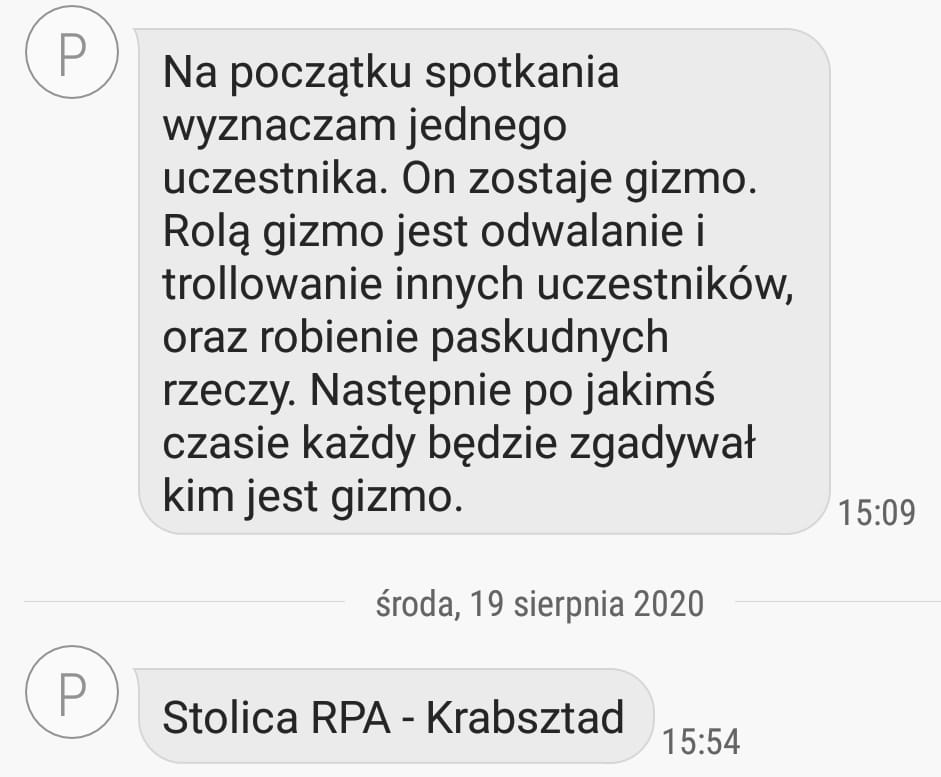 P
Na początku spotkania
wyznaczam jednego
uczestnika. On zostaje gizmo.
Rolą gizmo jest odwalanie i
trollowanie innych uczestników,
oraz robienie paskudnych
rzeczy. Następnie po jakimś
czasie każdy będzie zgadywał
kim jest gizmo.
15:09
środa, 19 sierpnia 2020
P
Stolica RPA - Krabsztad
15:54